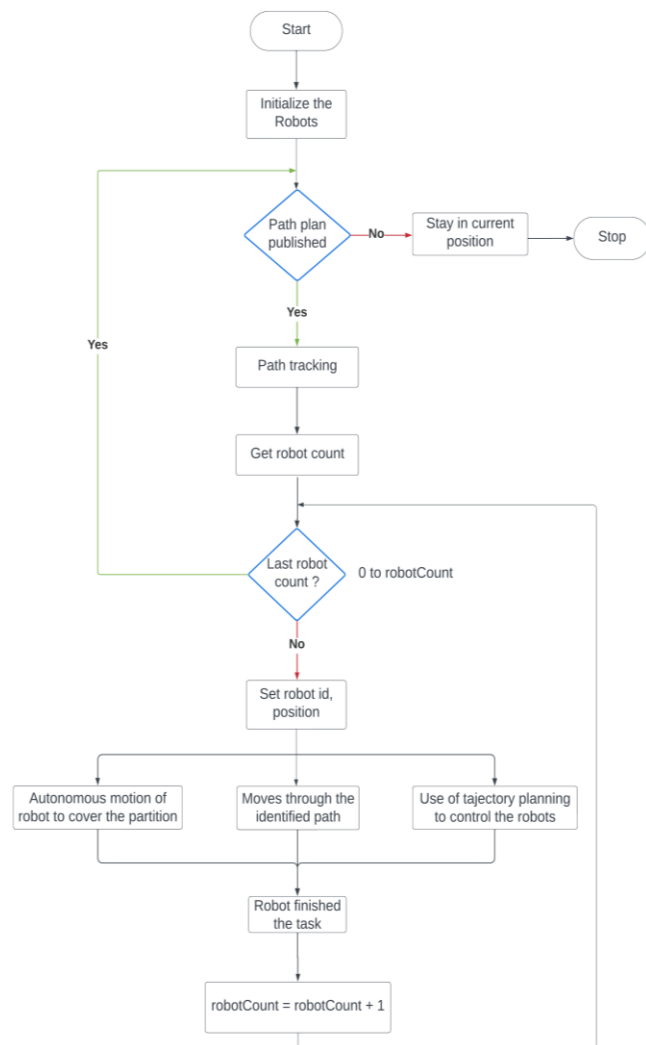 Start
Initialize the
Robots
Path plan
published
No
Stay in current
position
Stop
Yes
Yes
Path tracking
Get robot count
Last robot
count ?
0 to robotCount
No
Set robot id,
position
Autonomous motion of
robot to cover the partition
Moves through the
identified path
Use of tajectory planning
to control the robots
Robot finished
the task
robotCount = robotCount + 1